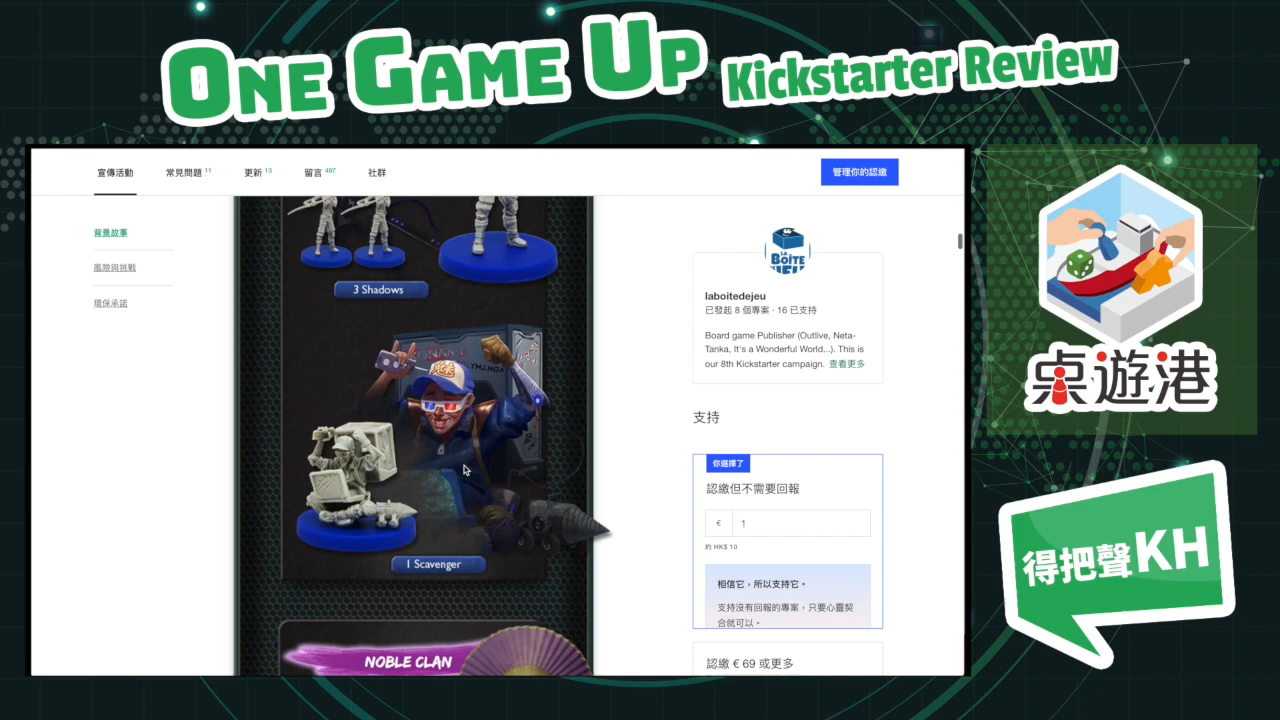 ONE GAME UP Kickstarter Review
宣傳活動 常見問題 11 更新 13 留言 497 社群 管理你的認繳
背景故事
風險與挑戰
環保承諾
3 Shadows
1 Scavenger
NOBLE CLAN
LA BOITE
laboitedejeu
已發起 8 個專案 · 16 已支持
Board game Publisher (Outlive, Neta-
Tanka, It's a Wonderful World...). This is
our 8th Kickstarter campaign. 查看更多
支持
你選擇了
認繳但不需要回報
€ 1
約 HK$ 10
相信它，所以支持它。
支持沒有回報的專案，只要心靈契
合就可以。
認繳 € 69 或更多
桌遊港
得把聲KH